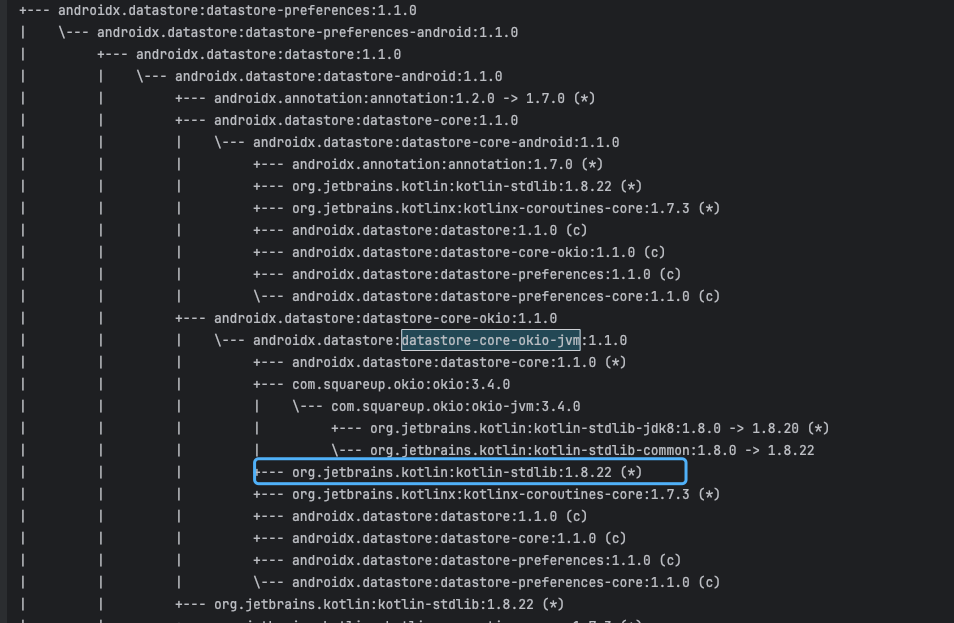 +--- androidx.datastore:datastore-preferences:1.1.0
|    \--- androidx.datastore:datastore-preferences-android:1.1.0
|         +--- androidx.datastore:datastore:1.1.0
|         |    \--- androidx.datastore:datastore-android:1.1.0
|         |         +--- androidx.annotation:annotation:1.2.0 -> 1.7.0 (*)
|         |         +--- androidx.datastore:datastore-core:1.1.0
|         |         |    \--- androidx.datastore:datastore-core-android:1.1.0
|         |         |         +--- androidx.annotation:annotation:1.7.0 (*)
|         |         |         +--- org.jetbrains.kotlin:kotlin-stdlib:1.8.22 (*)
|         |         |         +--- org.jetbrains.kotlinx:kotlinx-coroutines-core:1.7.3 (*)
|         |         |         +--- androidx.datastore:datastore:1.1.0 (c)
|         |         |         +--- androidx.datastore:datastore-core-okio:1.1.0 (c)
|         |         |         +--- androidx.datastore:datastore-preferences:1.1.0 (c)
|         |         |         \--- androidx.datastore:datastore-preferences-core:1.1.0 (c)
|         |         +--- androidx.datastore:datastore-core-okio:1.1.0
|         |         |    \--- androidx.datastore:datastore-core-okio-jvm:1.1.0
|         |         |         +--- androidx.datastore:datastore-core:1.1.0 (*)
|         |         |         +--- com.squareup.okio:okio:3.4.0
|         |         |         |    \--- com.squareup.okio:okio-jvm:3.4.0
|         |         |         |         +--- org.jetbrains.kotlin:kotlin-stdlib-jdk8:1.8.0 -> 1.8.20 (*)
|         |         |         |         \--- org.jetbrains.kotlin:kotlin-stdlib-common:1.8.0 -> 1.8.22
|         |         |         +--- org.jetbrains.kotlin:kotlin-stdlib:1.8.22 (*)
|         |         |         +--- org.jetbrains.kotlinx:kotlinx-coroutines-core:1.7.3 (*)
|         |         |         +--- androidx.datastore:datastore:1.1.0 (c)
|         |         |         +--- androidx.datastore:datastore-core:1.1.0 (c)
|         |         |         +--- androidx.datastore:datastore-preferences:1.1.0 (c)
|         |         |         \--- androidx.datastore:datastore-preferences-core:1.1.0 (c)
|         |         +--- org.jetbrains.kotlin:kotlin-stdlib:1.8.22 (*)